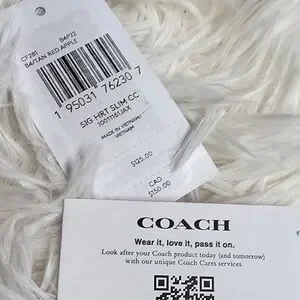 CF281 B4P22
B4/TAN RED APPLE
1 95031 76230 7
SIG HRT SLIM CC
MADE IN VIETNAM-
VIETNAM
$125.00
CAD
$150.00
COACH
Wear it, love it, pass it on.
Look after your Coach product today (and tomorrow)
with our unique Coach Cares services.